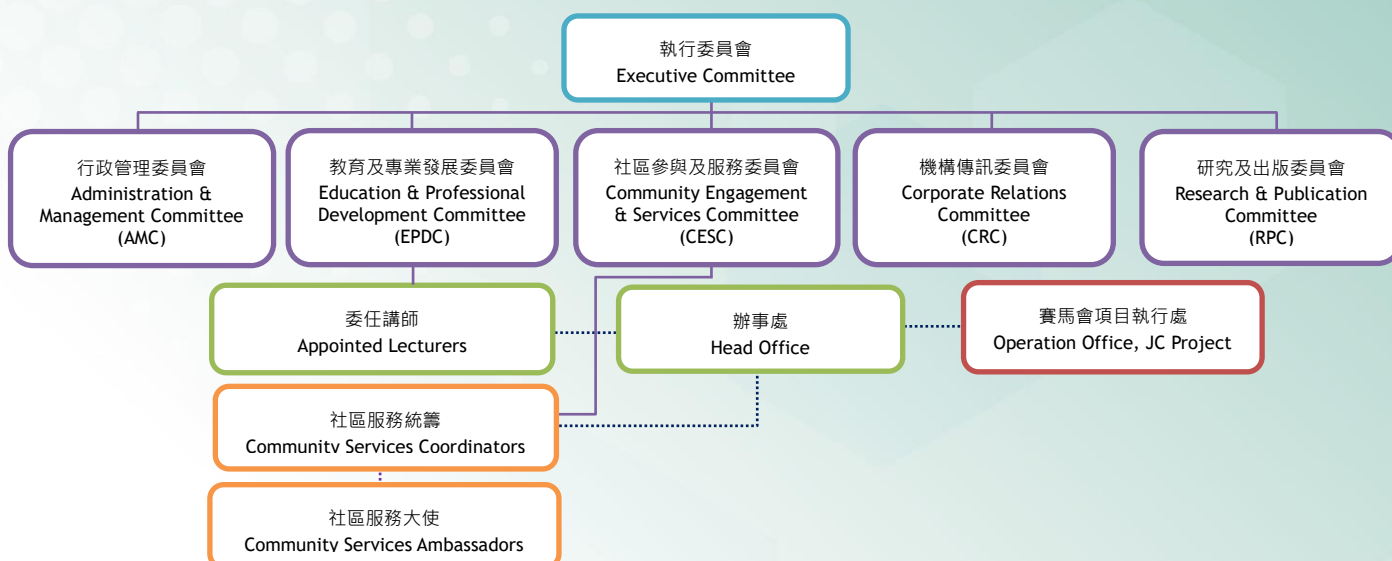 執行委員會
Executive Committee
行政管理委員會
Administration &
Management Committee
(AMC)
教育及專業發展委員會
Education & Professional
Development Committee
(EPDC)
社區參與及服務委員會
Community Engagement
& Services Committee
(CESC)
機構傳訊委員會
Corporate Relations
Committee
(CRC)
研究及出版委員會
Research & Publication
Committee
(RPC)
委任講師
Appointed Lecturers
辦事處
Head Office
賽馬會項目執行處
Operation Office, JC Project
社區服務統籌
Community Services Coordinators
社區服務大使
Community Services Ambassadors